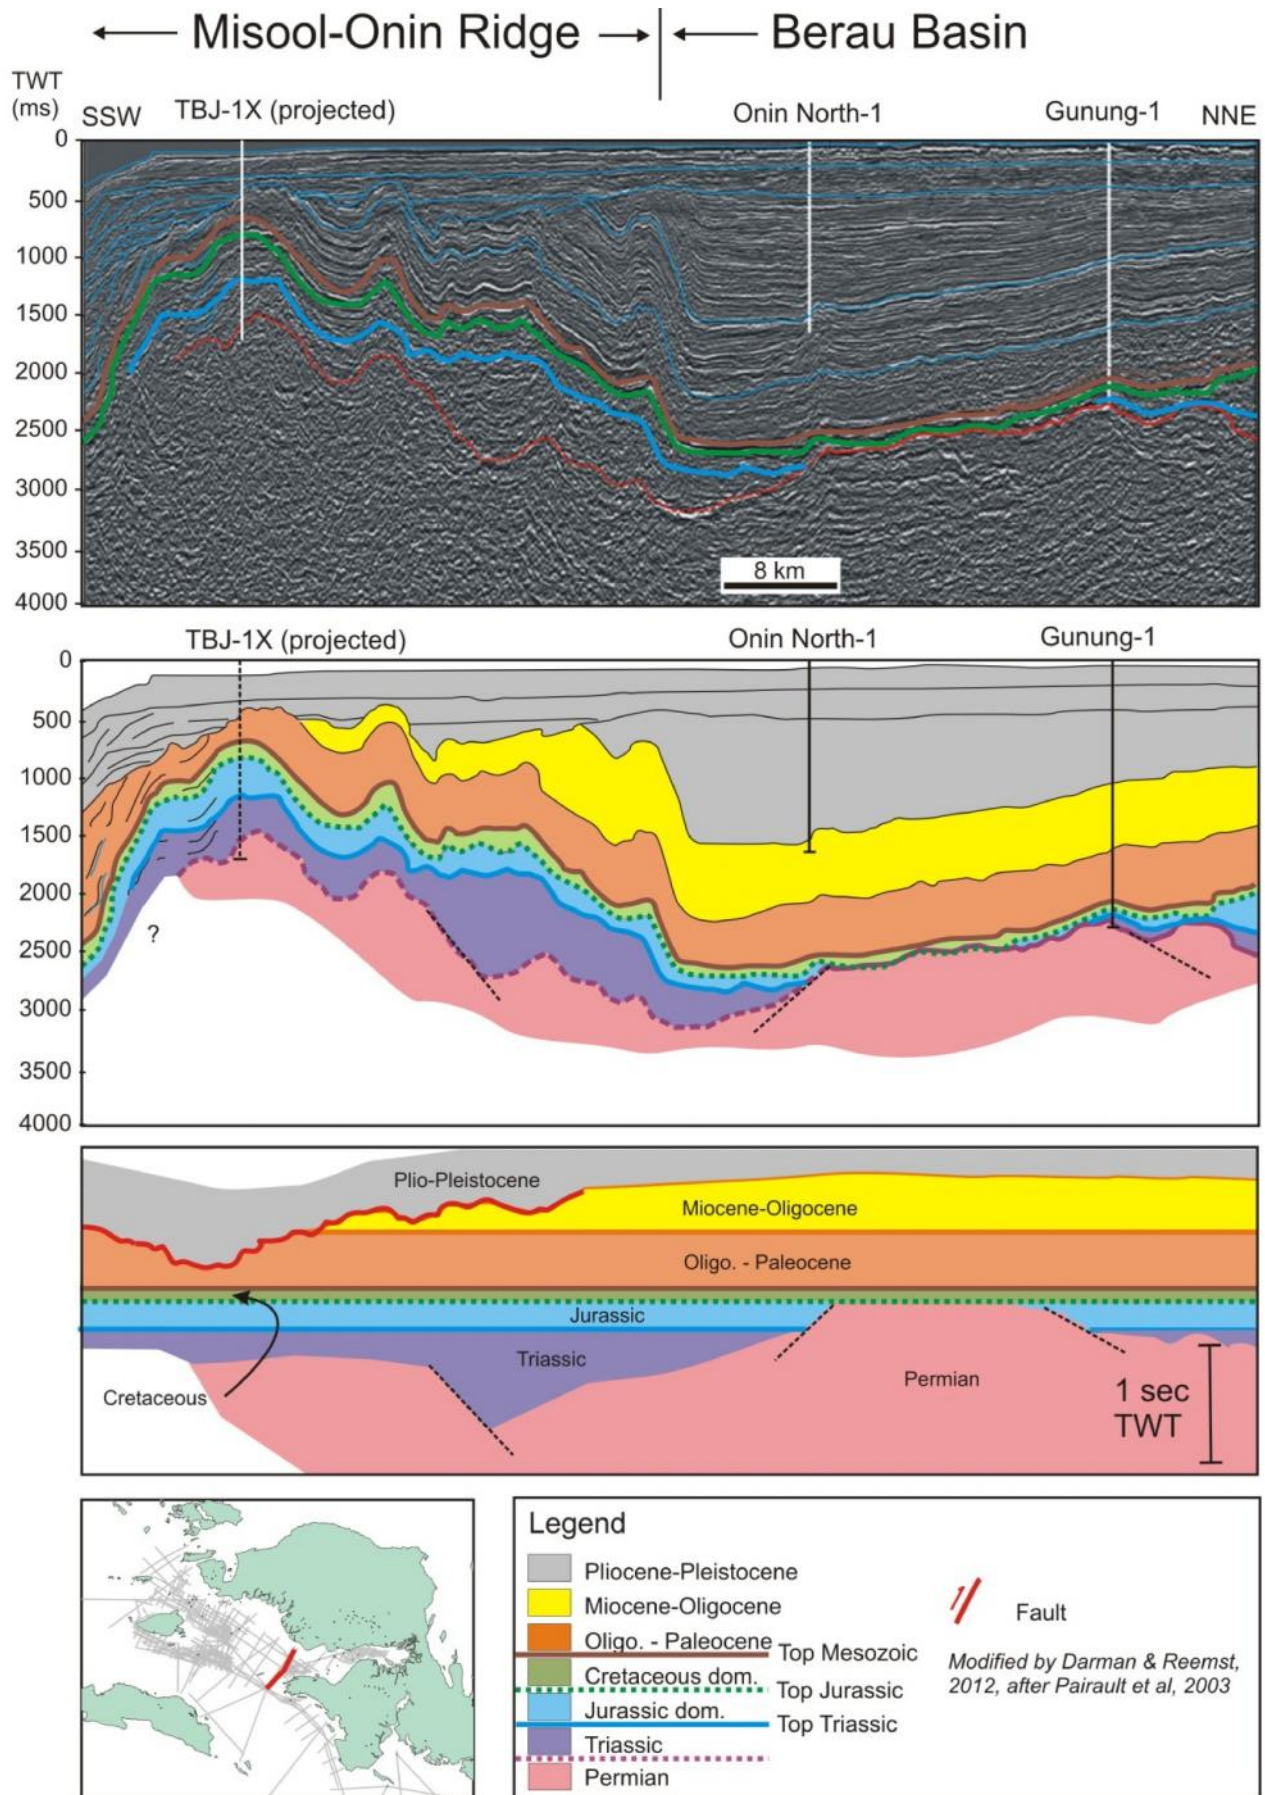 Misool-Onin Ridge Berau Basin
TWT
(ms)
SSW TBJ-1X (projected) Onin North-1 Gunung-1 NNE
0
500
1000
1500
2000
2500
3000
3500
4000
8 km
TBJ-1X (projected) Onin North-1 Gunung-1
0
500
1000
1500
2000
2500
3000
3500
4000
?
Plio-Pleistocene
Miocene-Oligocene
Oligo. - Paleocene
Jurassic
Triassic
Permian
Cretaceous
1 sec
TWT
Legend
Pliocene-Pleistocene
Miocene-Oligocene
Oligo. - Paleocene
Top Mesozoic
Cretaceous dom.
Top Jurassic
Jurassic dom.
Top Triassic
Triassic
Permian
Fault
Modified by Darman & Reemst,
2012, after Pairault et al, 2003